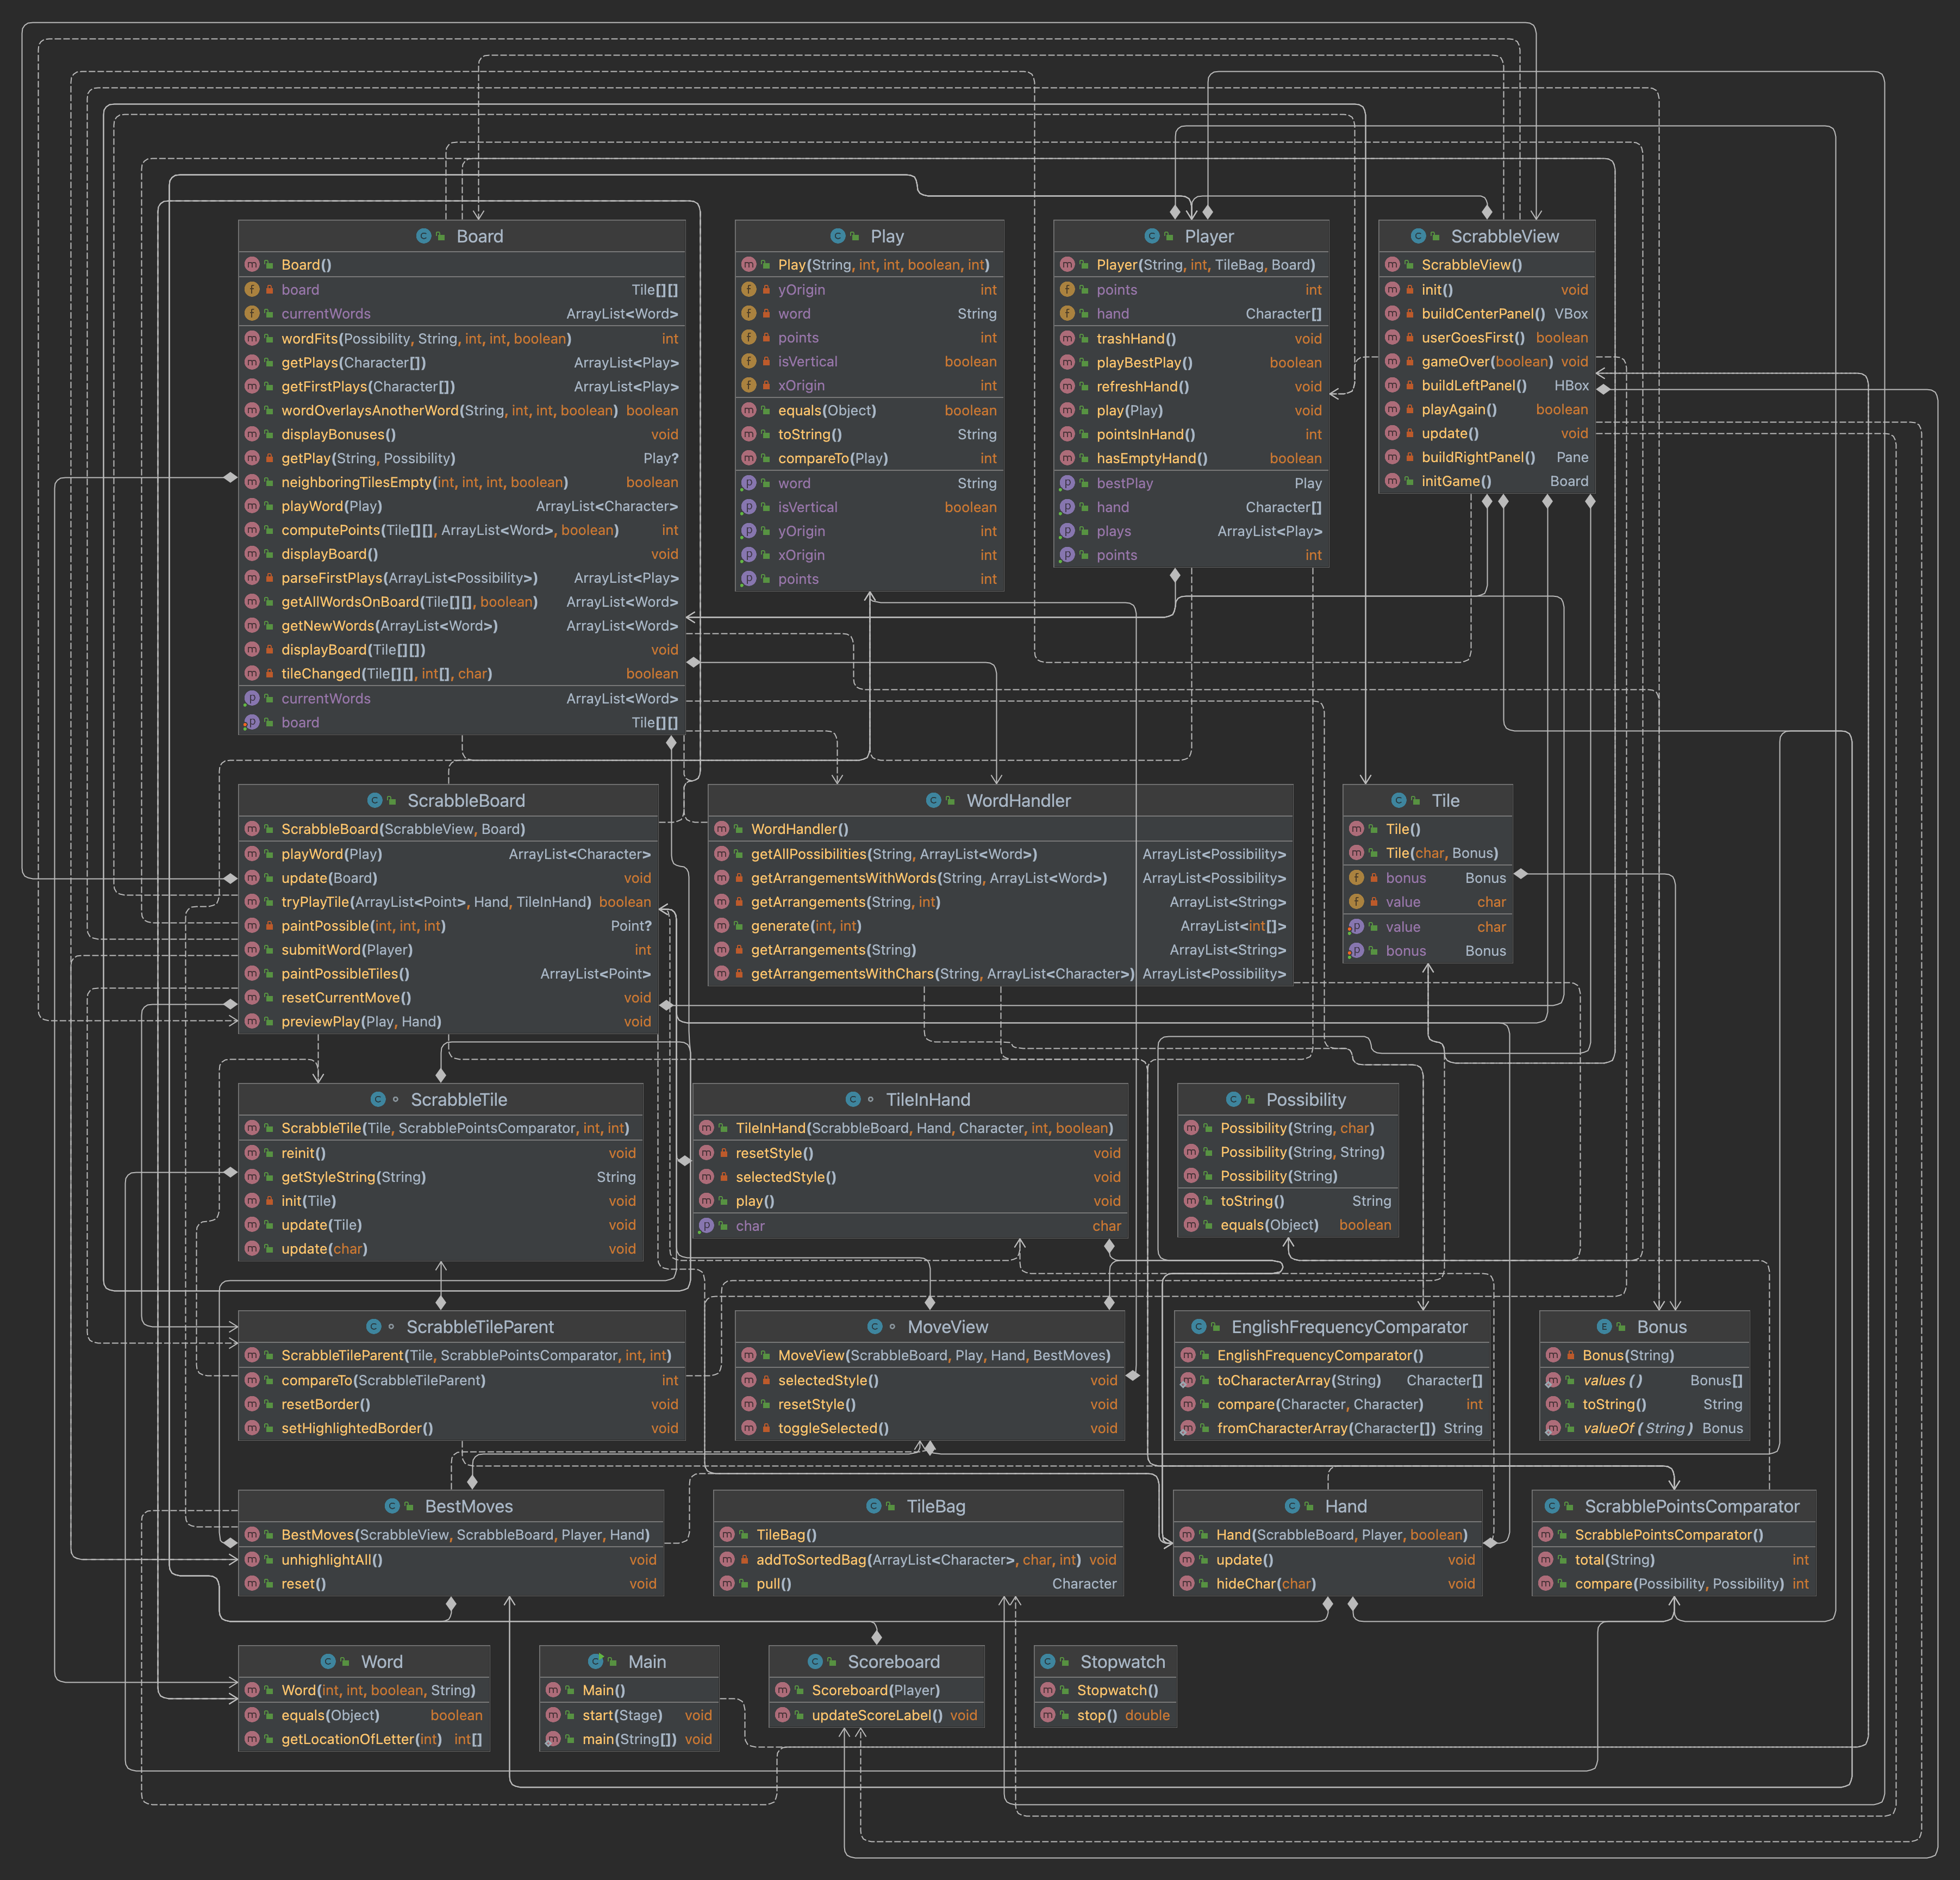 Board
Board()
board Tile[][]
currentWords ArrayList<Word>
wordFits(Possibility, String, int, int, boolean) int
getPlays(Character[]) ArrayList<Play>
getFirstPlays(Character[]) ArrayList<Play>
wordOverlaysAnotherWord(String, int, int, boolean) boolean
displayBonuses() void
getPlay(String, Possibility) Play?
neighboringTilesEmpty(int, int, int, boolean) boolean
playWord(Play) ArrayList<Character>
computePoints(Tile[][], ArrayList<Word>, boolean) int
displayBoard() void
parseFirstPlays(ArrayList<Possibility>) ArrayList<Play>
getAllWordsOnBoard(Tile[][], boolean) ArrayList<Word>
getNewWords(ArrayList<Word>) ArrayList<Word>
displayBoard(Tile[][]) void
tileChanged(Tile[][], int[], char) boolean
currentWords ArrayList<Word>
board Tile[][]
Play
Play(String, int, int, boolean, int)
yOrigin int
word String
points int
isVertical boolean
xOrigin int
equals(Object) boolean
toString() String
compareTo(Play) int
word String
isVertical boolean
yOrigin int
xOrigin int
points int
Player
Player(String, int, TileBag, Board)
points int
hand Character[]
trashHand() void
playBestPlay() boolean
refreshHand() void
play(Play) void
pointsInHand() int
hasEmptyHand() boolean
bestPlay Play
hand Character[]
plays ArrayList<Play>
points int
ScrabbleView
ScrabbleView()
init() void
buildCenterPanel() VBox
userGoesFirst() boolean
gameOver(boolean) void
buildLeftPanel() HBox
playAgain() boolean
update() void
buildRightPanel() Pane
initGame() Board
ScrabbleBoard
ScrabbleBoard(ScrabbleView, Board)
playWord(Play) ArrayList<Character>
update(Board) void
tryPlayTile(ArrayList<Point>, Hand, TileInHand) boolean
paintPossible(int, int, int) Point?
submitWord(Player) int
paintPossibleTiles() ArrayList<Point>
resetCurrentMove() void
previewPlay(Play, Hand) void
WordHandler
WordHandler()
getAllPossibilities(String, ArrayList<Word>) ArrayList<Possibility>
getArrangementsWithWords(String, ArrayList<Word>) ArrayList<Possibility>
getArrangements(String, int) ArrayList<String>
generate(int, int) ArrayList<int[]>
getArrangements(String) ArrayList<String>
getArrangementsWithChars(String, ArrayList<Character>) ArrayList<Possibility>
Tile
Tile()
Tile(char, Bonus)
bonus Bonus
value char
value char
bonus Bonus
ScrabbleTile
ScrabbleTile(Tile, ScrabblePointsComparator, int, int)
reinit() void
getStyleString(String) String
init(Tile) void
update(Tile) void
update(char) void
TileInHand
TileInHand(ScrabbleBoard, Hand, Character, int, boolean)
resetStyle() void
selectedStyle() void
play() void
char char
Possibility
Possibility(String, char)
Possibility(String, String)
Possibility(String)
toString() String
equals(Object) boolean
ScrabbleTileParent
ScrabbleTileParent(Tile, ScrabblePointsComparator, int, int)
compareTo(ScrabbleTileParent) int
resetBorder() void
setHighlightedBorder() void
MoveView
MoveView(ScrabbleBoard, Play, Hand, BestMoves)
selectedStyle() void
resetStyle() void
toggleSelected() void
EnglishFrequencyComparator
EnglishFrequencyComparator()
toCharacterArray(String) Character[]
compare(Character, Character) int
fromCharacterArray(Character[]) String
Bonus
Bonus(String)
values() Bonus[]
toString() String
valueOf(String) Bonus
BestMoves
BestMoves(ScrabbleView, ScrabbleBoard, Player, Hand)
unhighlightAll() void
reset() void
TileBag
TileBag()
addToSortedBag(ArrayList<Character>, char, int) void
pull() Character
Hand
Hand(ScrabbleBoard, Player, boolean)
update() void
hideChar(char) void
ScrabblePointsComparator
ScrabblePointsComparator()
total(String) int
compare(Possibility, Possibility) int
Word
Word(int, int, boolean, String)
equals(Object) boolean
getLocationOfLetter(int) int[]
Main
Main()
start(Stage) void
main(String[]) void
Scoreboard
Scoreboard(Player)
updateScoreLabel() void
Stopwatch
Stopwatch()
stop() double